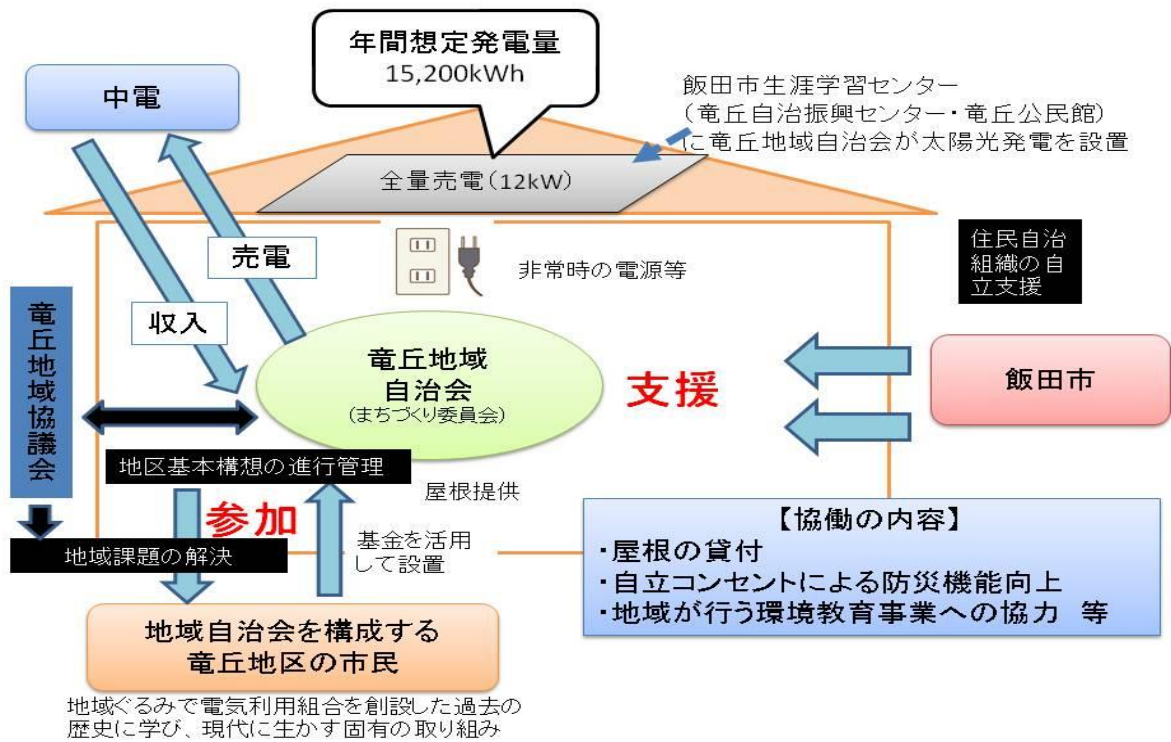 年間想定発電量
15,200kWh
中電
飯田市生涯学習センター
(竜丘自治振興センター・竜丘公民館)
に竜丘地域自治会が太陽光発電を設置
全量売電(12kW)
売電
収入
非常時の電源等
住民自治
組織の自
立支援
竜丘地域協議会
竜丘地域
自治会
(まちづくり委員会)
支援
飯田市
地区基本構想の進行管理
屋根提供
参加
基金を活用
して設置
地域課題の解決
【協働の内容】
・屋根の貸付
・自立コンセントによる防災機能向上
・地域が行う環境教育事業への協力 等
地域自治会を構成する
竜丘地区の市民
地域ぐるみで電気利用組合を創設した過去の
歴史に学び、現代に生かす固有の取り組み